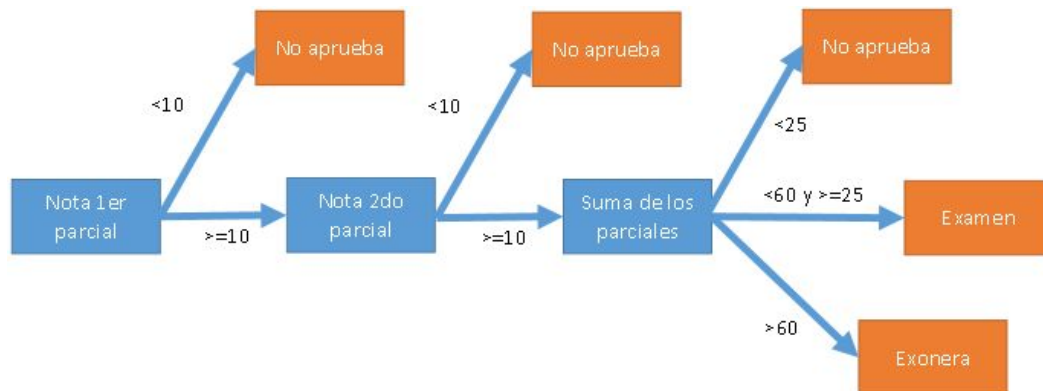 No aprueba
No aprueba
No aprueba
<10
<10
<25
Nota 1er
parcial
>=10
Nota 2do
parcial
>=10
Suma de los
parciales
<60 y >=25
Examen
>60
Exonera